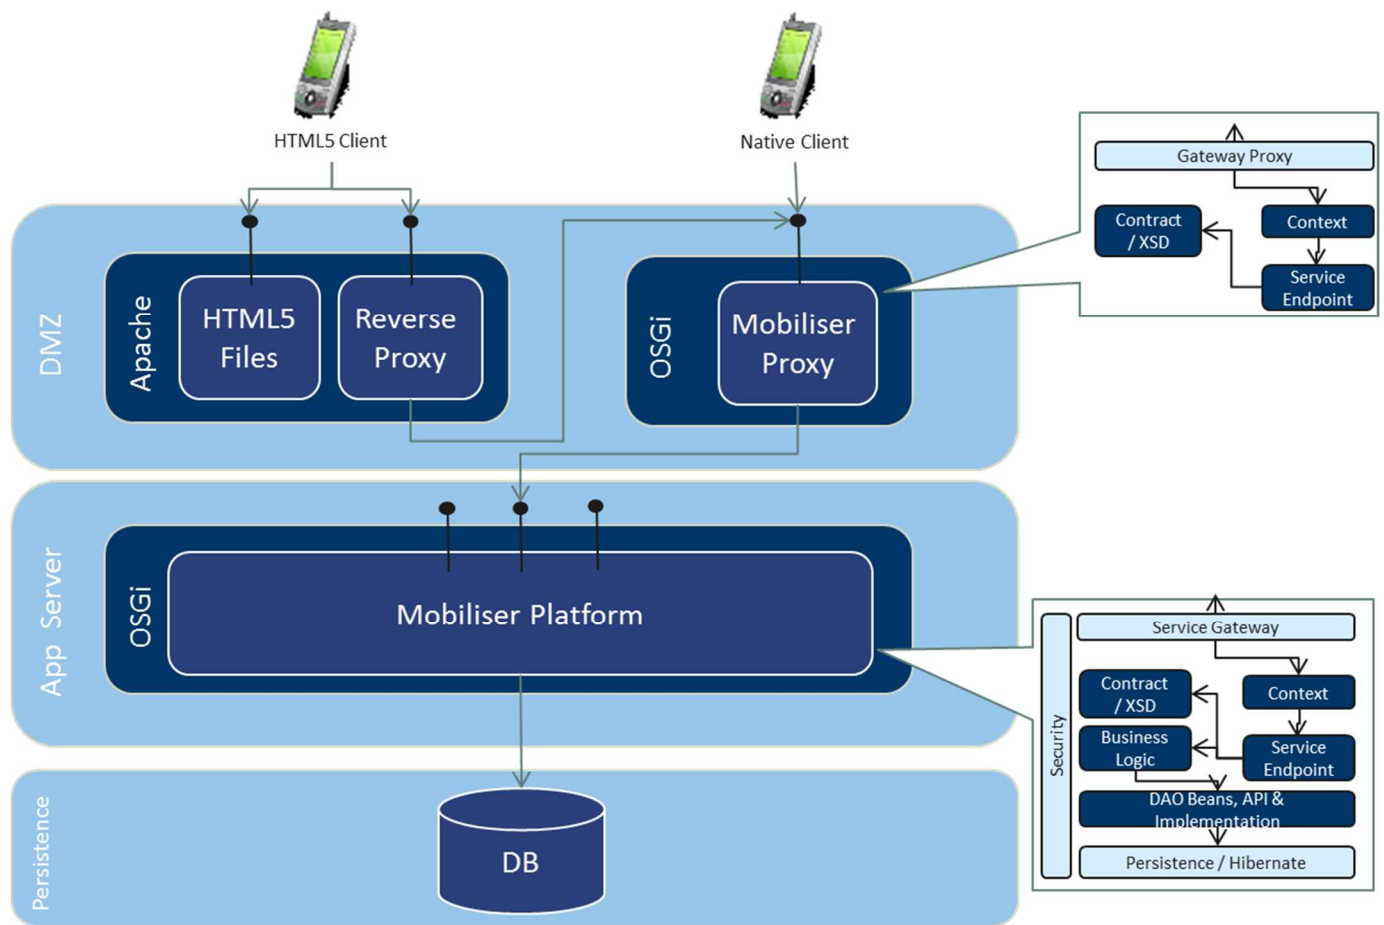 HTML5 Client
Native Client
DMZ
Apache
HTML5
Files
Reverse
Proxy
OSGi
Mobiliser
Proxy
Gateway Proxy
Contract
/ XSD
Context
Service
Endpoint
App Server
OSGi
Mobiliser Platform
Security
Service Gateway
Contract
/ XSD
Context
Business
Logic
Service
Endpoint
DAO Beans, API &
Implementation
Persistence / Hibernate
Persistence
DB